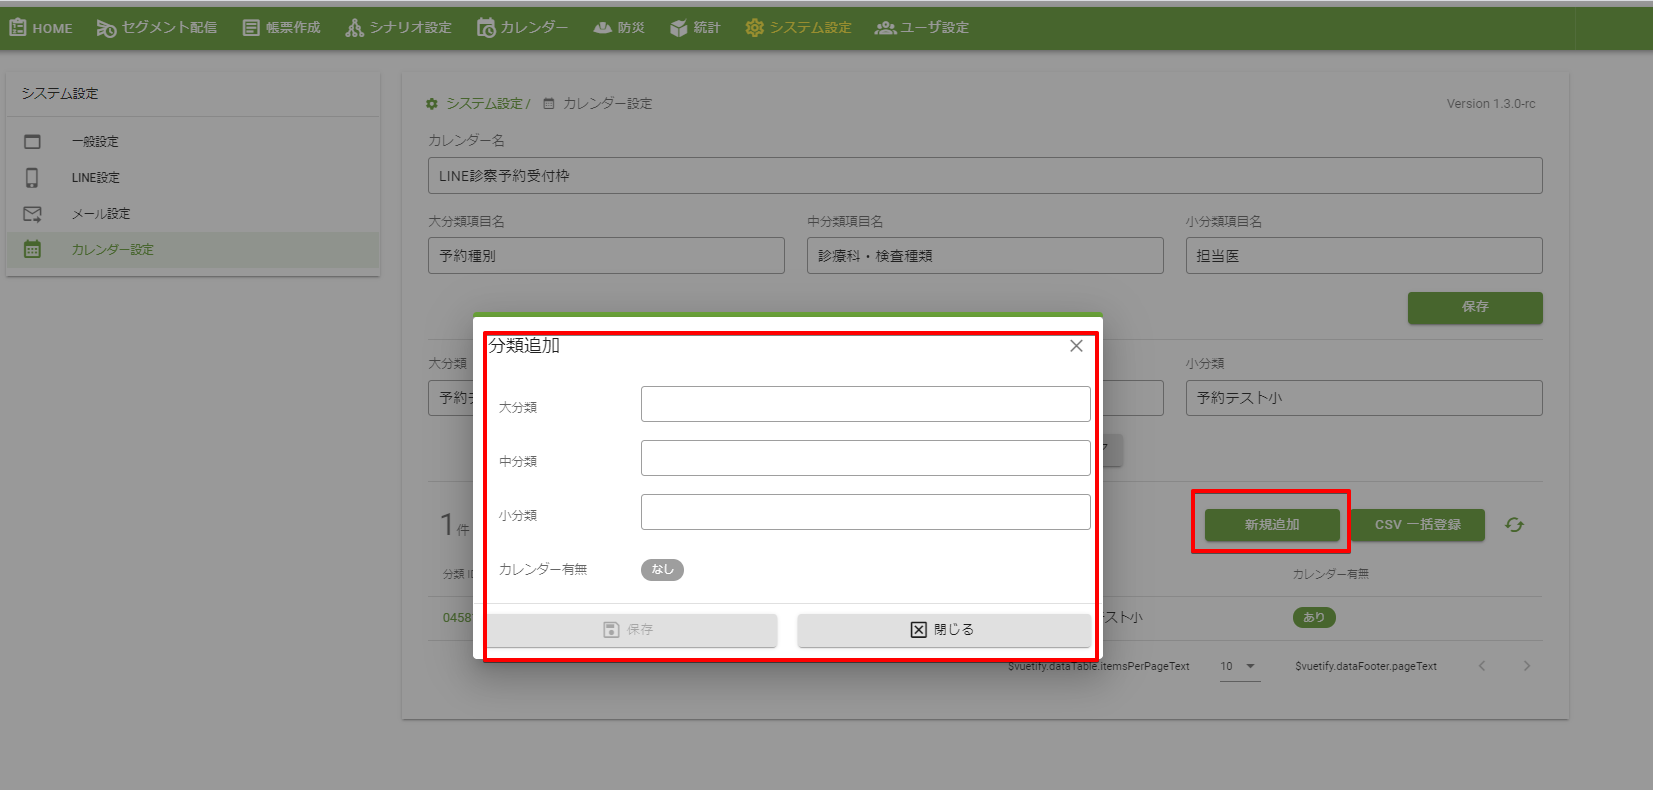 HOME セグメント配信 帳票作成 シナリオ設定 カレンダー 防災 統計 システム設定 ユーザ設定
システム設定
一般設定
LINE設定
メール設定
カレンダー設定
システム設定 / カレンダー設定 Version 1.3.0-rc
カレンダー名
LINE診察予約受付枠
大分類項目名 中分類項目名 小分類項目名
予約種別 診療科・検査種類 担当医
保存
大分類 小分類
予約テ 予約テスト小
分類追加
大分類
中分類
小分類
カレンダー有無 なし
保存 閉じる
1件 新規追加 CSV 一括登録
分類 ID カレンダー有無
0458 スト小 あり
$vuetify.dataTable.itemsPerPageText 10 $vuetify.dataFooter.pageText